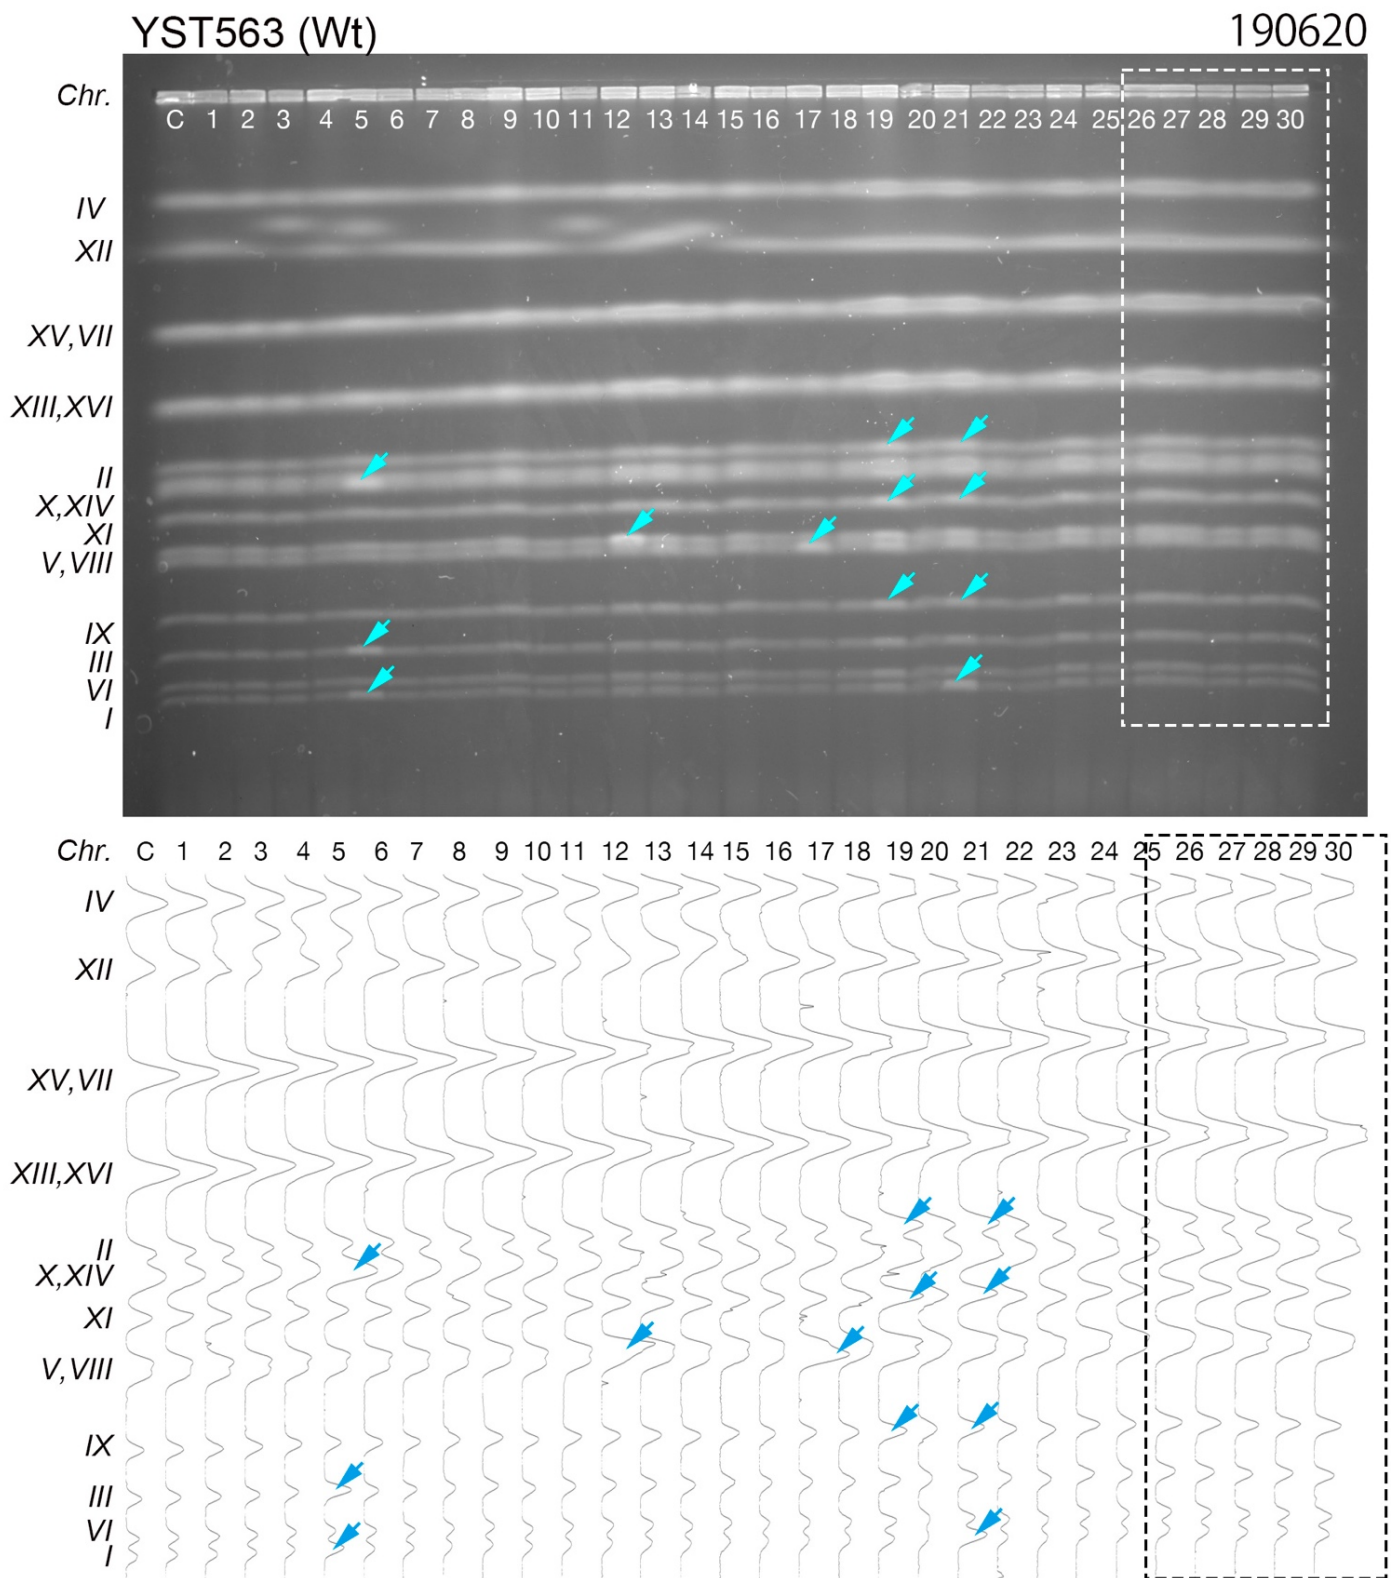 YST563 (Wt) 190620
Chr.
C 1 2 3 4 5 6 7 8 9 10 11 12 13 14 15 16 17 18 19 20 21 22 23 24 25 26 27 28 29 30
IV
XII
XV,VII
XIII,XVI
II
X,XIV
XI
V,VIII
IX
III
VI
I
Chr. C 1 2 3 4 5 6 7 8 9 10 11 12 13 14 15 16 17 18 19 20 21 22 23 24 25 26 27 28 29 30
IV
XII
XV,VII
XIII,XVI
II
X,XIV
XI
V,VIII
IX
III
VI
I